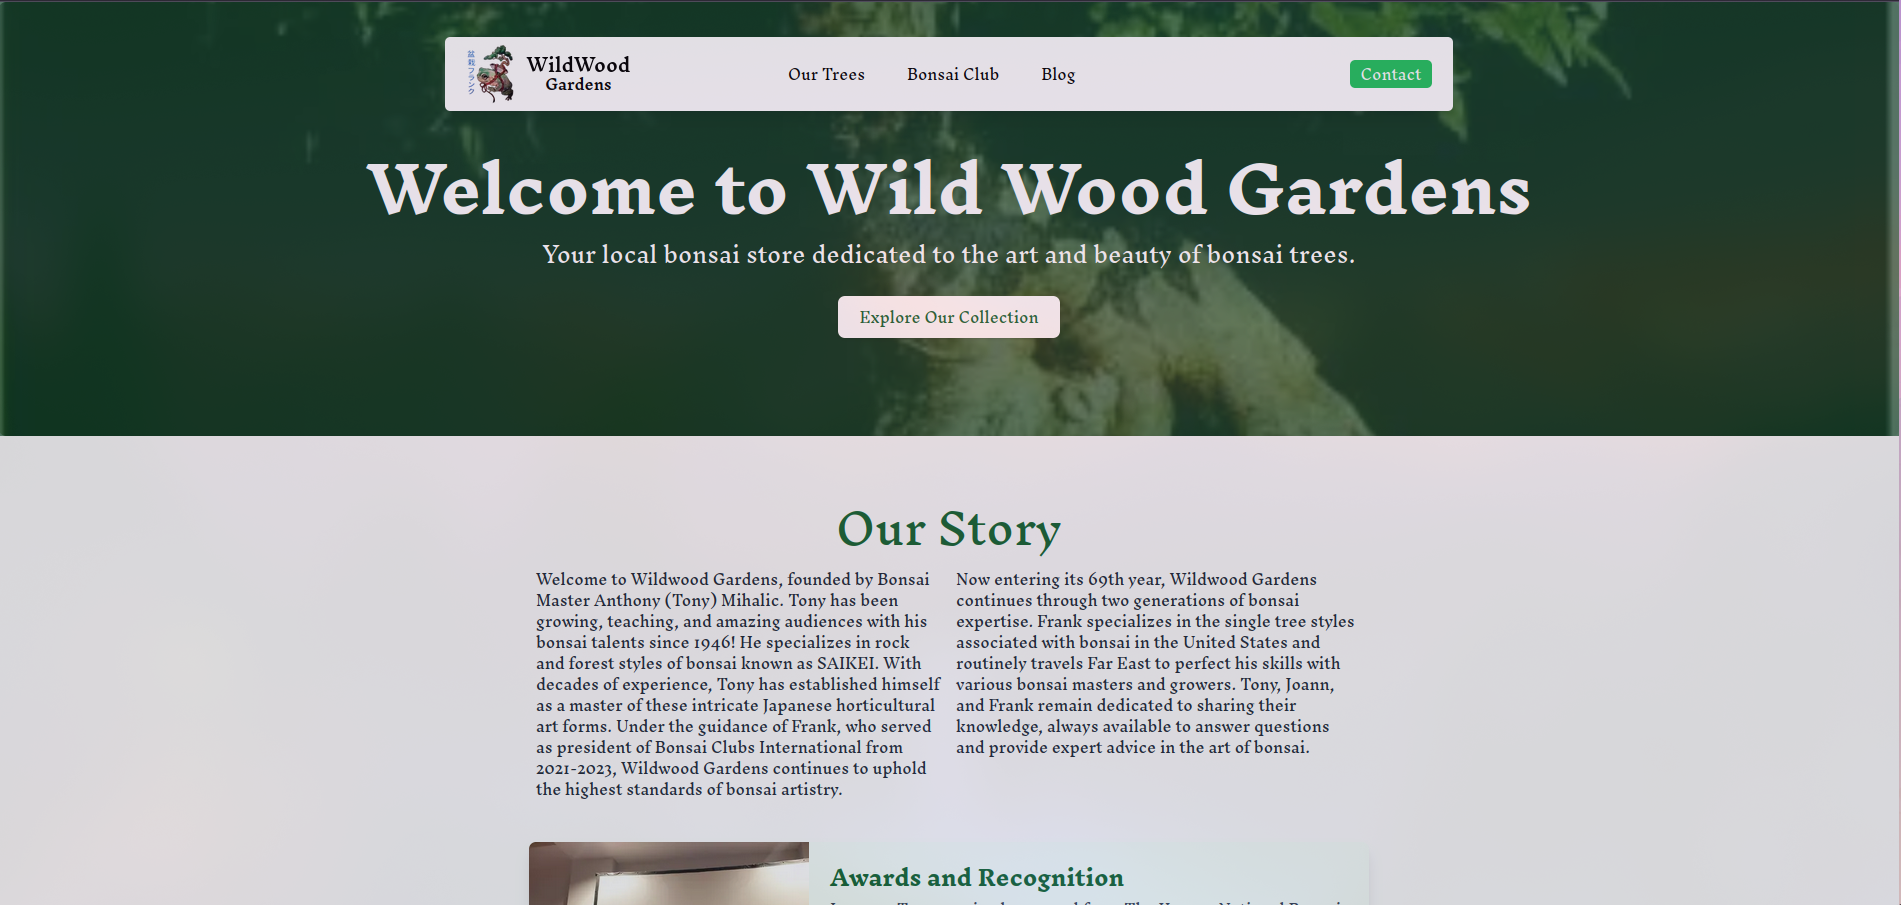 盆栽フランク
WildWood
Gardens
Our Trees
Bonsai Club
Blog
Contact
Welcome to Wild Wood Gardens
Your local bonsai store dedicated to the art and beauty of bonsai trees.
Explore Our Collection
Our Story
Welcome to Wildwood Gardens, founded by Bonsai
Master Anthony (Tony) Mihalic. Tony has been
growing, teaching, and amazing audiences with his
bonsai talents since 1946! He specializes in rock
and forest styles of bonsai known as SAIKEI. With
decades of experience, Tony has established himself
as a master of these intricate Japanese horticultural
art forms. Under the guidance of Frank, who served
as president of Bonsai Clubs International from
2021-2023, Wildwood Gardens continues to uphold
the highest standards of bonsai artistry.
Now entering its 69th year, Wildwood Gardens
continues through two generations of bonsai
expertise. Frank specializes in the single tree styles
associated with bonsai in the United States and
routinely travels Far East to perfect his skills with
various bonsai masters and growers. Tony, Joann,
and Frank remain dedicated to sharing their
knowledge, always available to answer questions
and provide expert advice in the art of bonsai.
Awards and Recognition